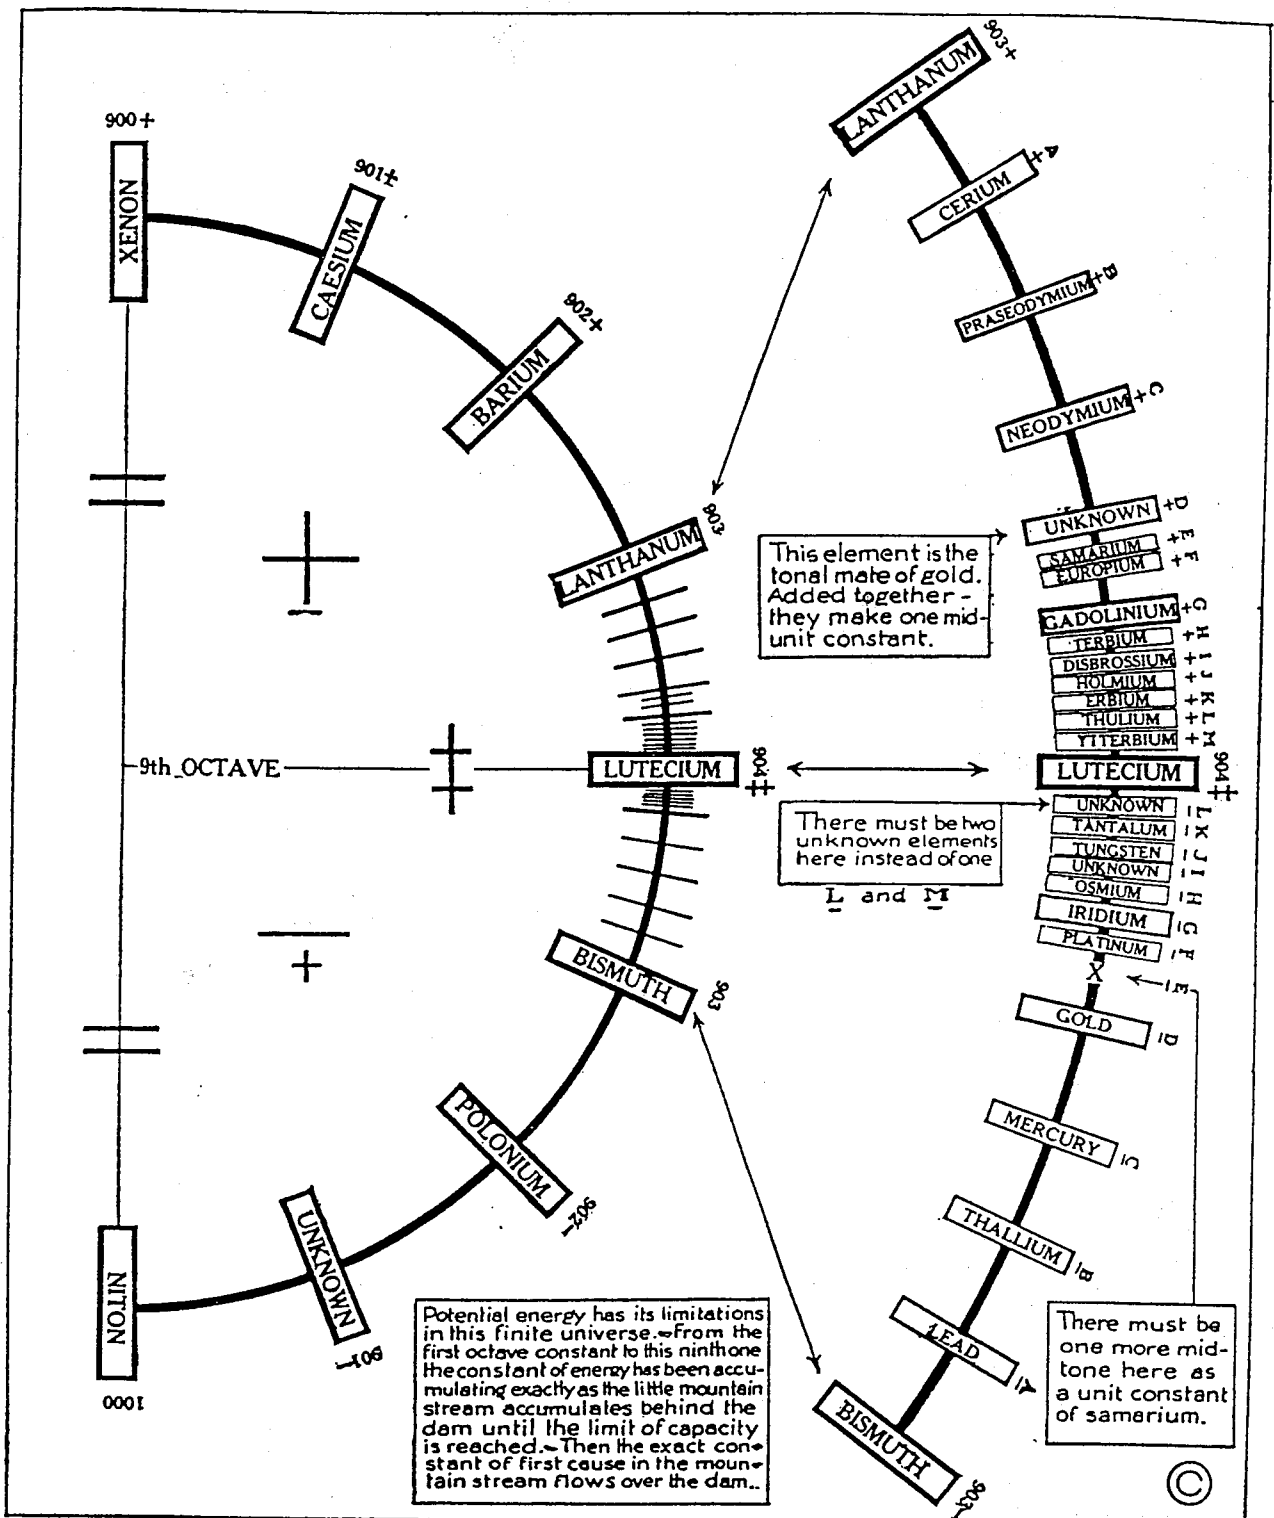 900+
XENON
901±
CAESIUM
902+
BARIUM
903
LANTHANUM
9th OCTAVE
LUTECIUM
904‡
BISMUTH
903
POLONIUM
902-
UNKNOWN
901-
NITON
1000
LANTHANUM
903+
CERIUM
A+
PRASEODYMIUM
B+
NEODYMIUM
C+
UNKNOWN
D+
SAMARIUM
E+
EUROPIUM
F+
GADOLINIUM
G+
TERBIUM
H+
DISBROSSIUM
I+
HOLMIUM
J+
ERBIUM
K+
THULIUM
L+
YTTERBIUM
M+
LUTECIUM
904‡
UNKNOWN
L-
TANTALUM
K-
TUNGSTEN
J-
UNKNOWN
I-
OSMIUM
H-
IRIDIUM
G-
PLATINUM
F-
X
E-
GOLD
D-
MERCURY
C-
THALLIUM
B-
LEAD
A-
BISMUTH
903-
This element is the
tonal mate of gold.
Added together -
they make one mid-
unit constant.
There must be two
unknown elements
here instead of one
L and M
There must be
one more mid-
tone here as
a unit constant
of samarium.
Potential energy has its limitations
in this finite universe.~From the
first octave constant to this ninth one
the constant of energy has been accu-
mulating exactly as the little mountain
stream accumulates behind the
dam until the limit of capacity
is reached.~Then the exact con-
stant of first cause in the moun-
tain stream flows over the dam..
©